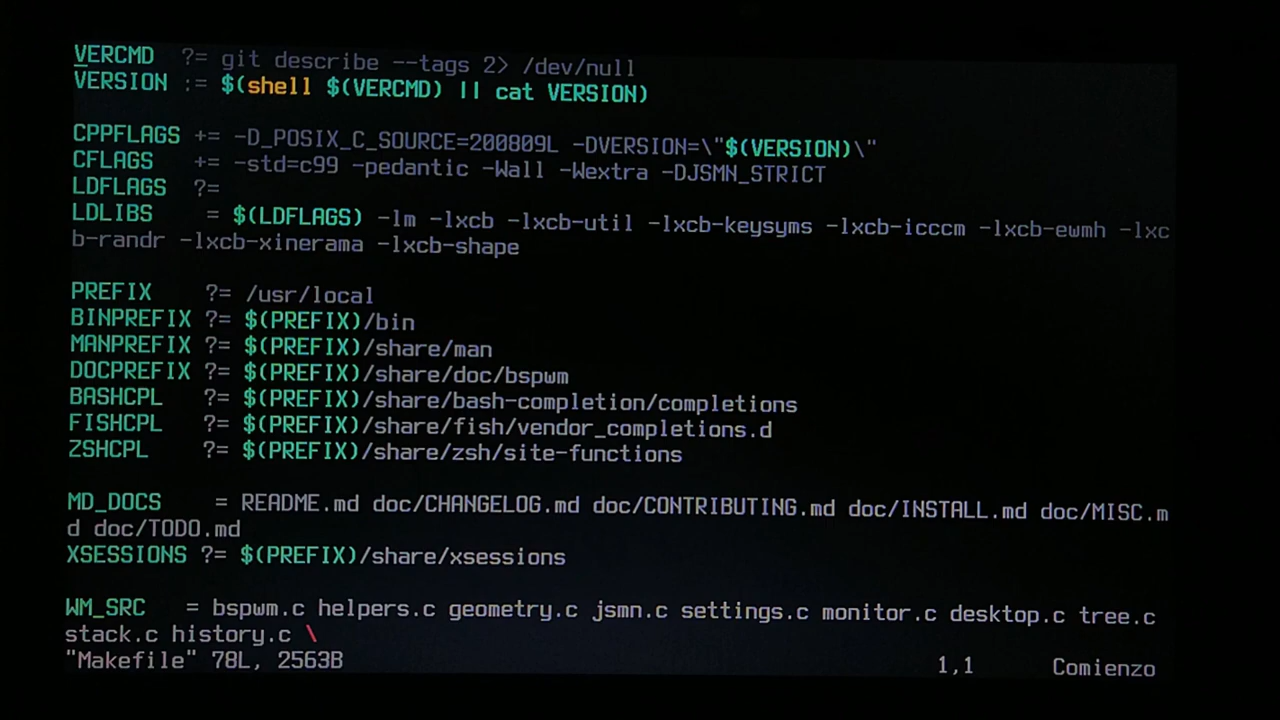 VERCMD  ?= git describe --tags 2> /dev/null
VERSION := $(shell $(VERCMD) || cat VERSION)
CPPFLAGS += -D_POSIX_C_SOURCE=200809L -DVERSION=\"$(VERSION)\"
CFLAGS   += -std=c99 -pedantic -Wall -Wextra -DJSMN_STRICT
LDFLAGS  ?=
LDLIBS    = $(LDFLAGS) -lm -lxcb -lxcb-util -lxcb-keysyms -lxcb-icccm -lxcb-ewmh -lxc
b-randr -lxcb-xinerama -lxcb-shape
PREFIX    ?= /usr/local
BINPREFIX ?= $(PREFIX)/bin
MANPREFIX ?= $(PREFIX)/share/man
DOCPREFIX ?= $(PREFIX)/share/doc/bspwm
BASHCPL   ?= $(PREFIX)/share/bash-completion/completions
FISHCPL   ?= $(PREFIX)/share/fish/vendor_completions.d
ZSHCPL    ?= $(PREFIX)/share/zsh/site-functions
MD_DOCS    = README.md doc/CHANGELOG.md doc/CONTRIBUTING.md doc/INSTALL.md doc/MISC.m
d doc/TODO.md
XSESSIONS ?= $(PREFIX)/share/xsessions
WM_SRC   = bspwm.c helpers.c geometry.c jsmn.c settings.c monitor.c desktop.c tree.c
stack.c history.c \
"Makefile" 78L, 2563B 1,1 Comienzo